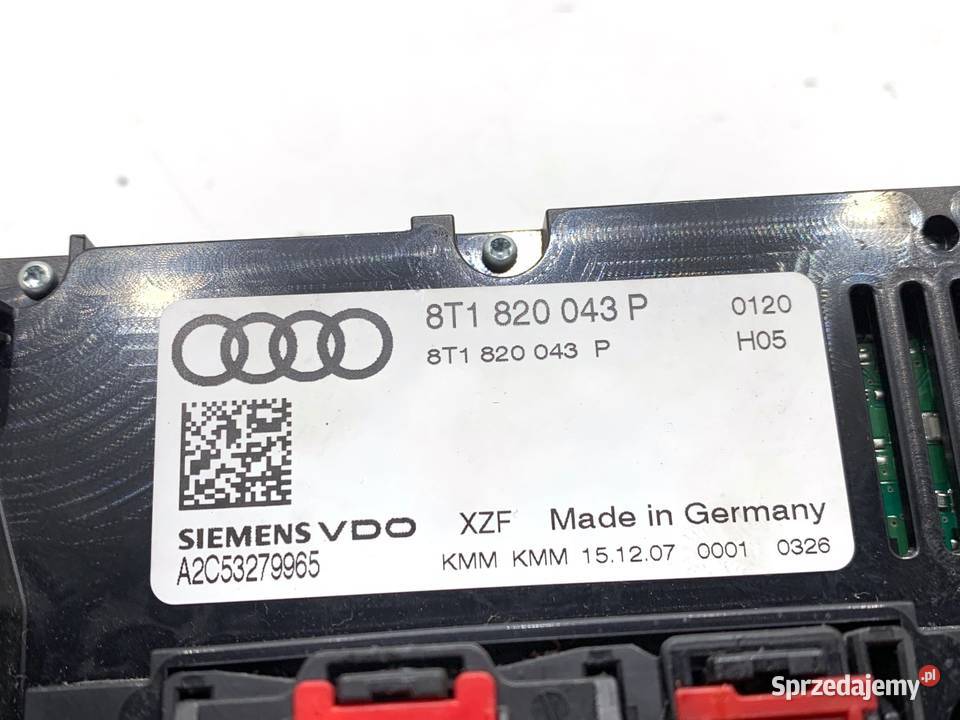 8T1 820 043 P 0120
8T1 820 043 P H05
SIEMENS VDO XZF Made in Germany
A2C53279965 KMM KMM 15.12.07 0001 0326
Sprzedajemy.pl